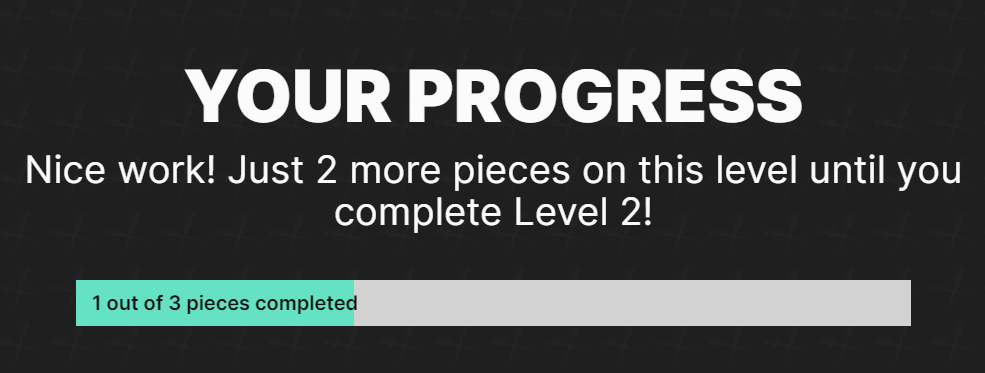 YOUR PROGRESS
Nice work! Just 2 more pieces on this level until you
complete Level 2!
1 out of 3 pieces completed